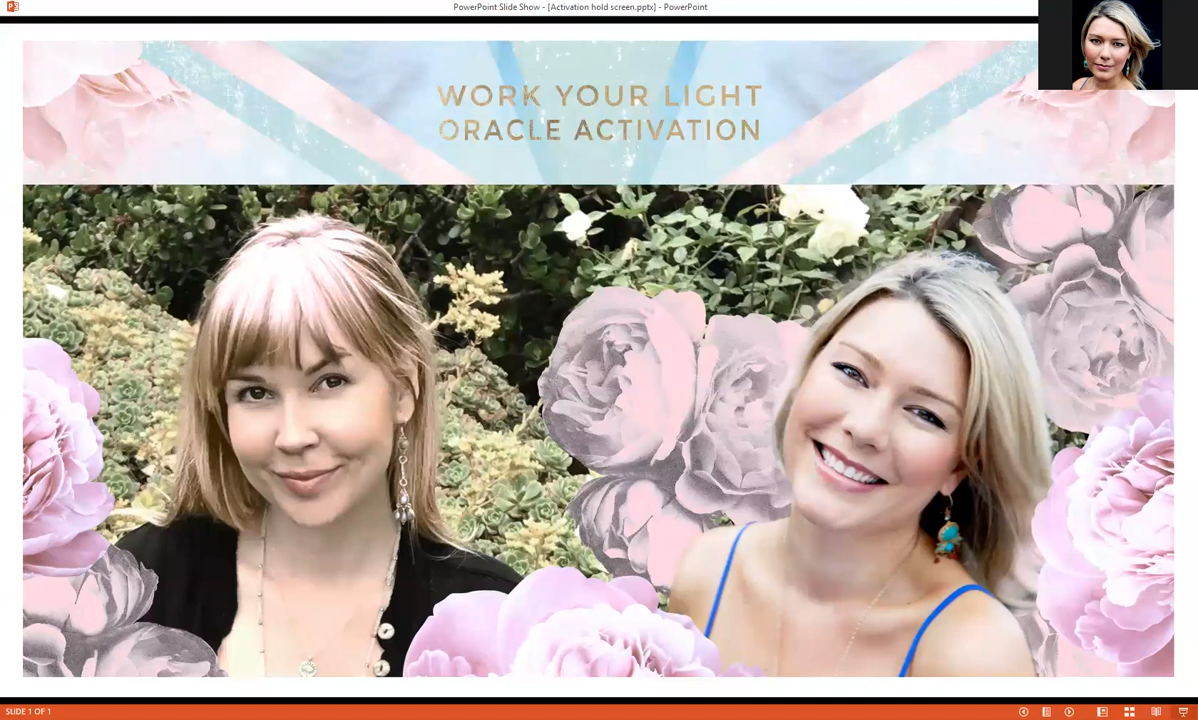 PowerPoint Slide Show - [Activation hold screen.pptx] - PowerPoint
WORK YOUR LIGHT
ORACLE ACTIVATION
SLIDE 1 OF 1